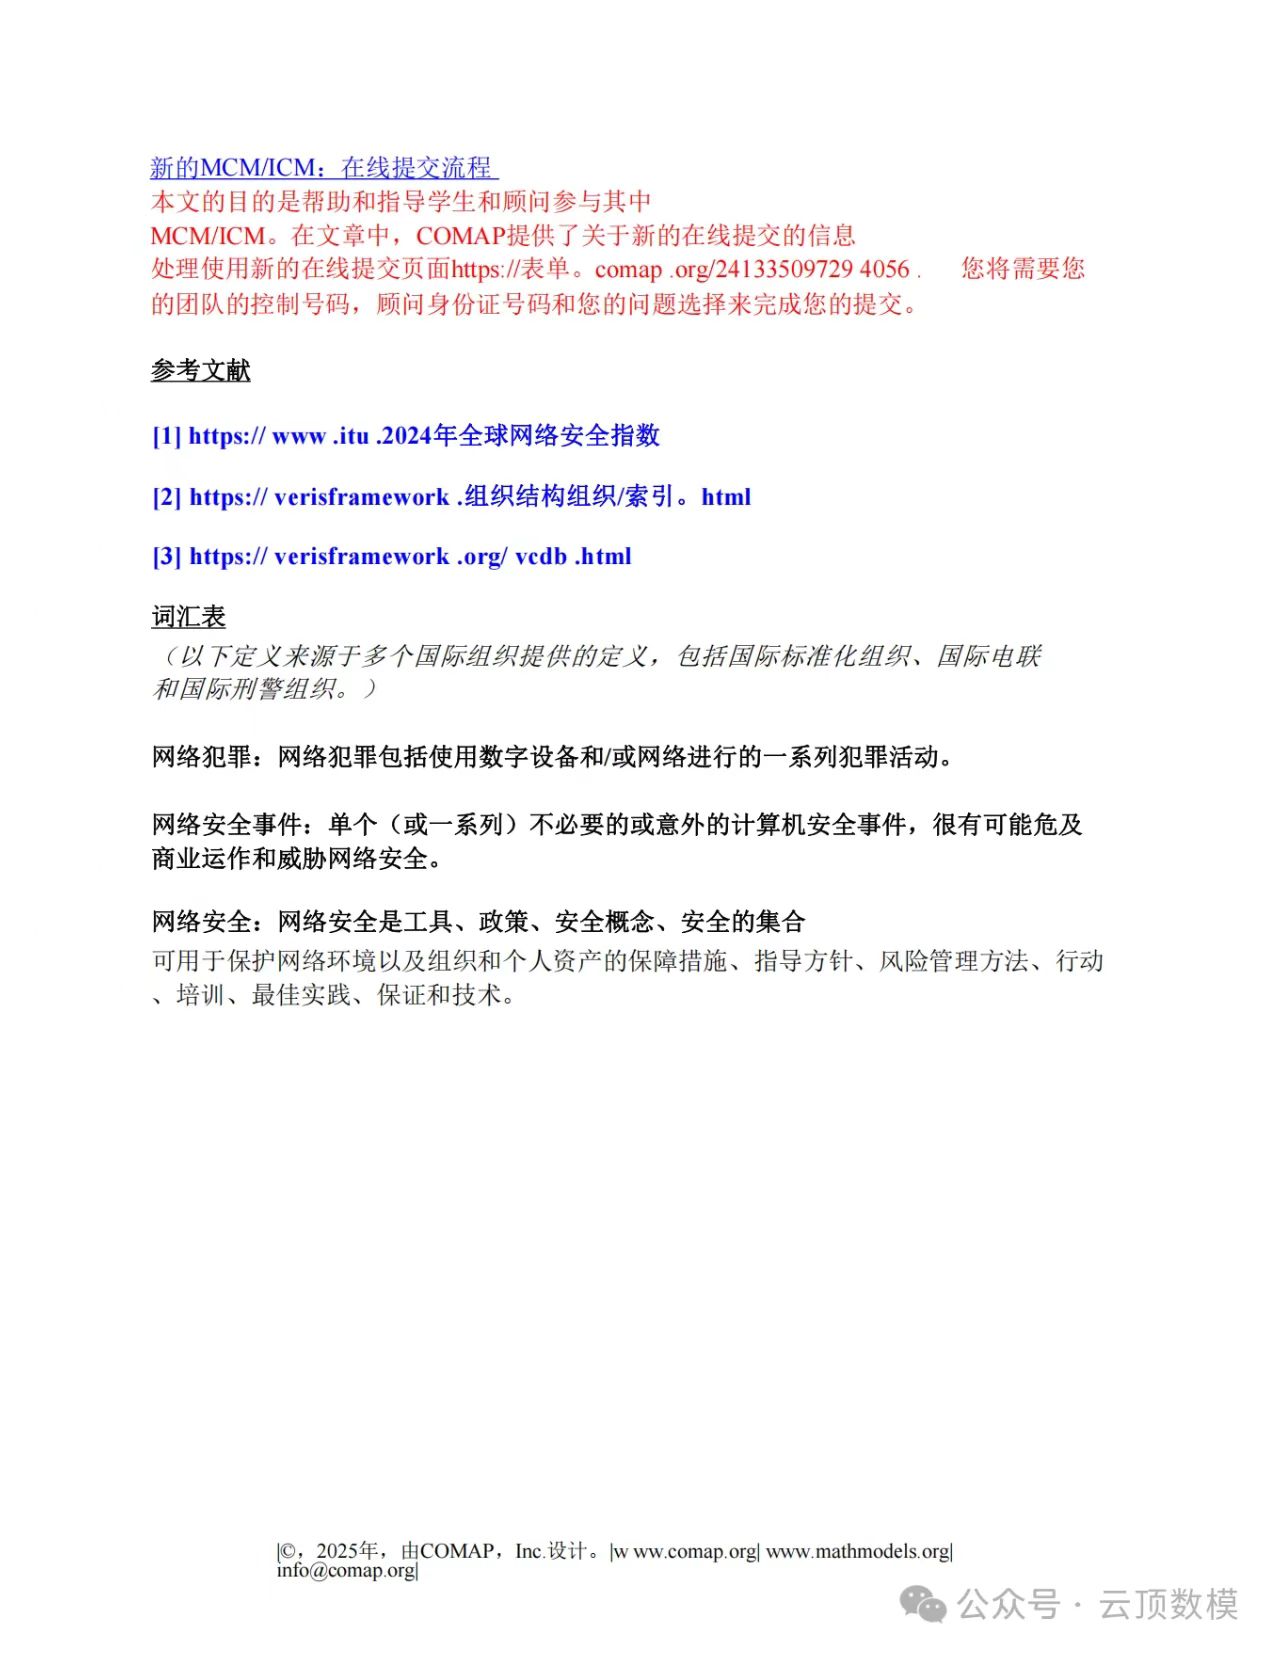 新的MCM/ICM：在线提交流程
本文的目的是帮助和指导学生和顾问参与其中
MCM/ICM。在文章中，COMAP提供了关于新的在线提交的信息
处理使用新的在线提交页面https://表单。comap .org/24133509729 4056 . 您将需要您
的团队的控制号码，顾问身份证号码和您的问题选择来完成您的提交。
参考文献
[1] https:// www .itu .2024年全球网络安全指数
[2] https:// verisframework .组织结构组织/索引。html
[3] https:// verisframework .org/ vcdb .html
词汇表
（以下定义来源于多个国际组织提供的定义，包括国际标准化组织、国际电联
和国际刑警组织。）
网络犯罪：网络犯罪包括使用数字设备和/或网络进行的一系列犯罪活动。
网络安全事件：单个（或一系列）不必要的或意外的计算机安全事件，很有可能危及
商业运作和威胁网络安全。
网络安全：网络安全是工具、政策、安全概念、安全的集合
可用于保护网络环境以及组织和个人资产的保障措施、指导方针、风险管理方法、行动
、培训、最佳实践、保证和技术。
|©，2025年，由COMAP，Inc.设计。|w ww.comap.org| www.mathmodels.org|
info@comap.org|
公众号 · 云顶数模